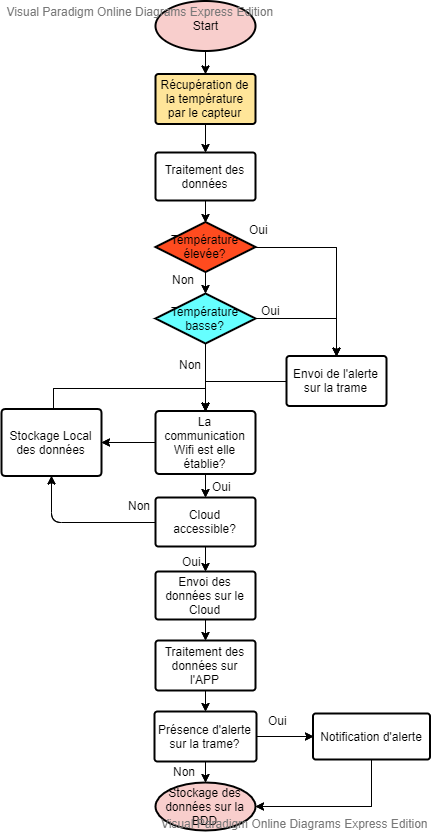 Visual Paradigm Online Diagrams Express Edition
Start
Récupération de
la température
par le capteur
Traitement des
données
Température
élevée?
Oui
Non
Température
basse?
Oui
Non
Envoi de l'alerte
sur la trame
La
communication
Wifi est elle
établie?
Stockage Local
des données
Oui
Non
Cloud
accessible?
Oui
Envoi des
données sur le
Cloud
Traitement des
données sur
l'APP
Présence d'alerte
sur la trame?
Oui
Notification d'alerte
Non
Stockage des
données sur la
BDD
Visual Paradigm Online Diagrams Express Edition